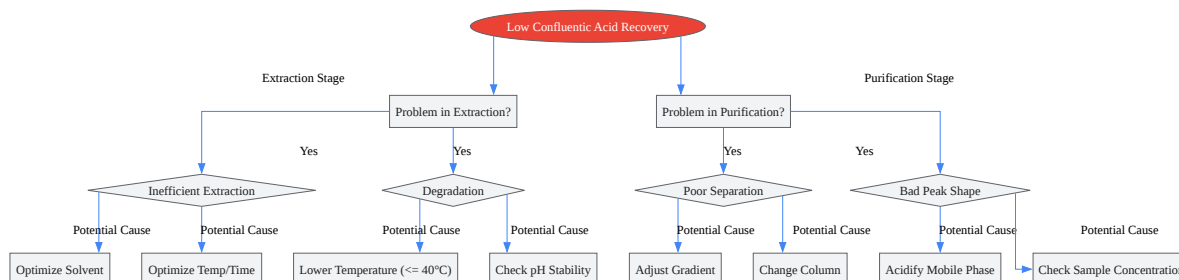 Low Confluentic Acid Recovery
Extraction Stage
Purification Stage
Problem in Extraction?
Problem in Purification?
Yes
Yes
Yes
Yes
Inefficient Extraction
Degradation
Poor Separation
Bad Peak Shape
Potential Cause
Potential Cause
Potential Cause
Potential Cause
Potential Cause
Potential Cause
Potential Cause
Potential Cause
Optimize Solvent
Optimize Temp/Time
Lower Temperature (<= 40°C)
Check pH Stability
Adjust Gradient
Change Column
Acidify Mobile Phase
Check Sample Concentration